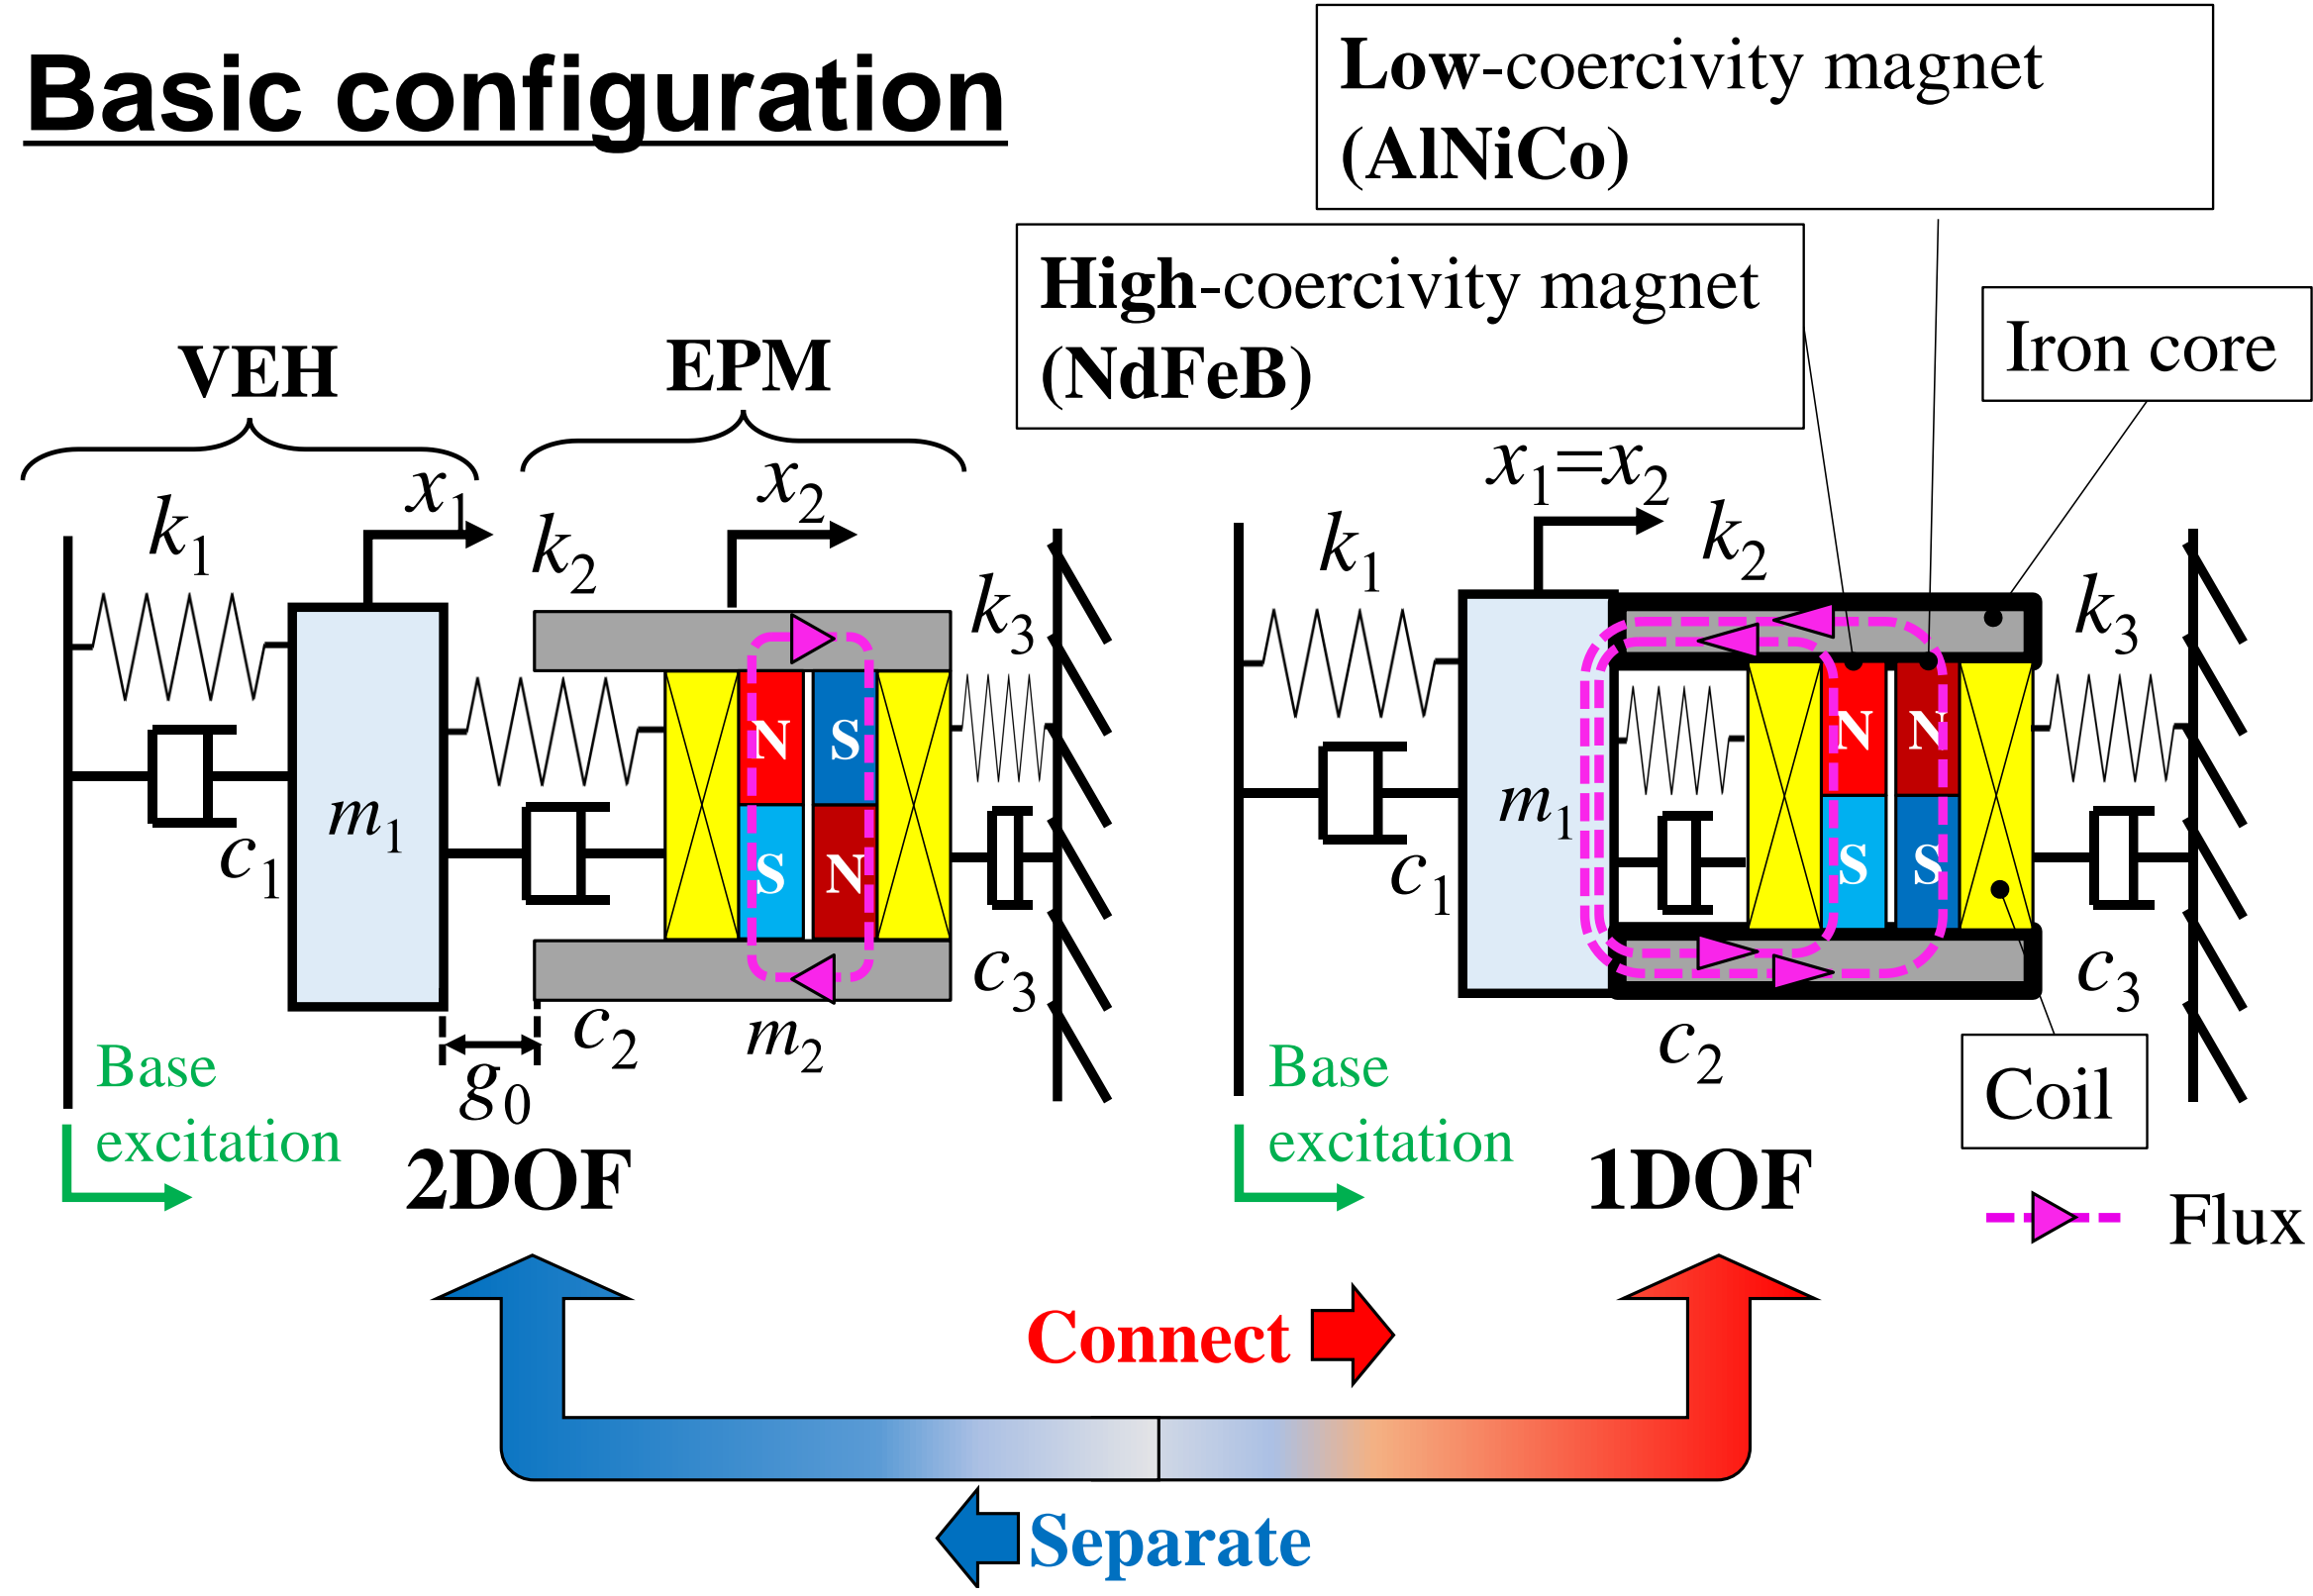 Basic configuration
Low-coercivity magnet
(AlNiCo)
High-coercivity magnet
(NdFeB)
Iron core
VEH
EPM
x1
x2
k1
k2
k3
c1
m1
N
S
S
N
c2
m2
c3
g0
Base
excitation
2DOF
x1=x2
k1
k2
k3
c1
m1
N
N
S
S
c2
c3
Coil
Base
excitation
1DOF
Flux
Connect
Separate